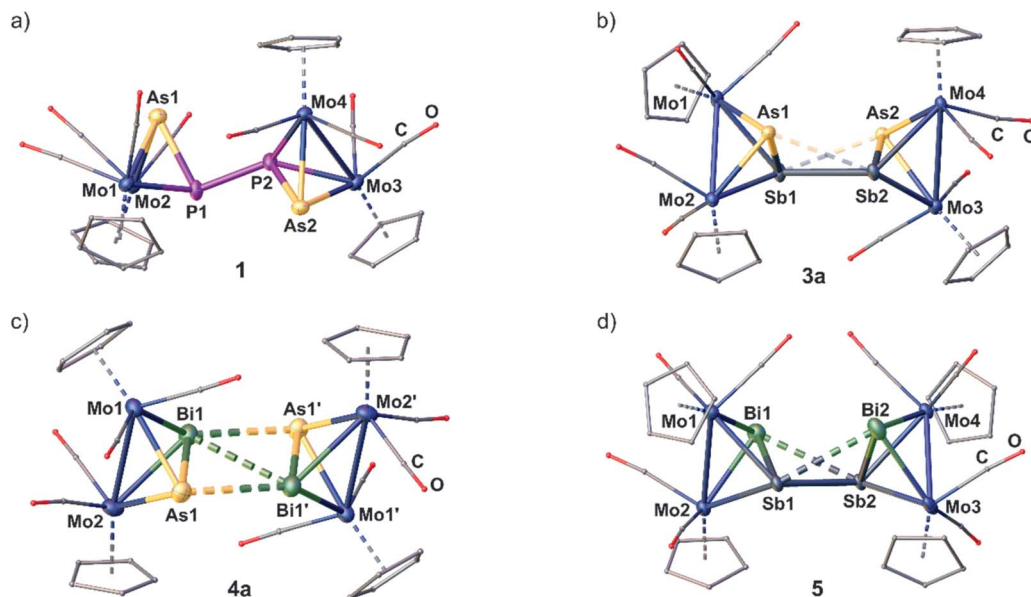 a)
As1
Mo4
O
C
P2
Mo1
Mo2
P1
Mo3
As2
1
b)
Mo1
As1
As2
Mo4
C
O
Mo2
Sb1
Sb2
Mo3
3a
c)
Mo1
Bi1
As1'
Mo2'
C
O
Mo2
As1
Bi1'
Mo1'
4a
d)
Mo1
Bi1
Bi2
Mo4
O
C
Mo2
Sb1
Sb2
Mo3
5